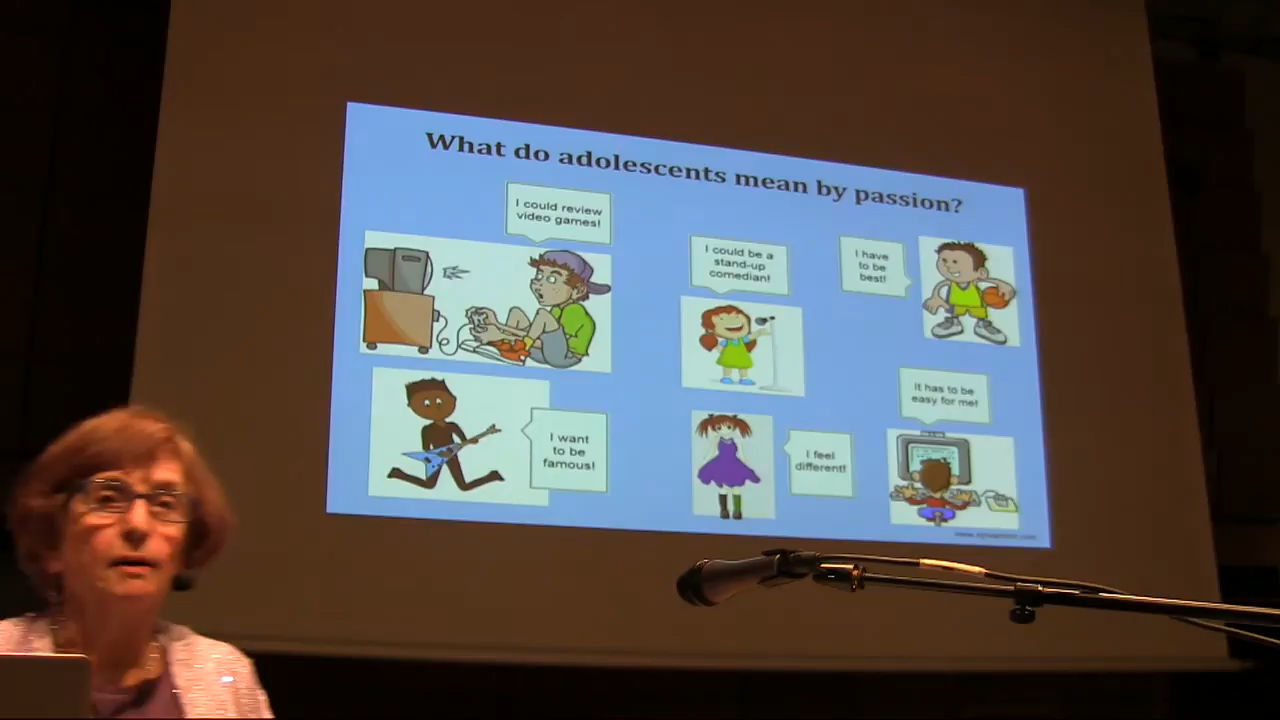 What do adolescents mean by passion?
I could review
video games!
I could be a
stand-up
comedian!
I have
to be
best!
I want
to be
famous!
I feel
different!
It has to be
easy for me!